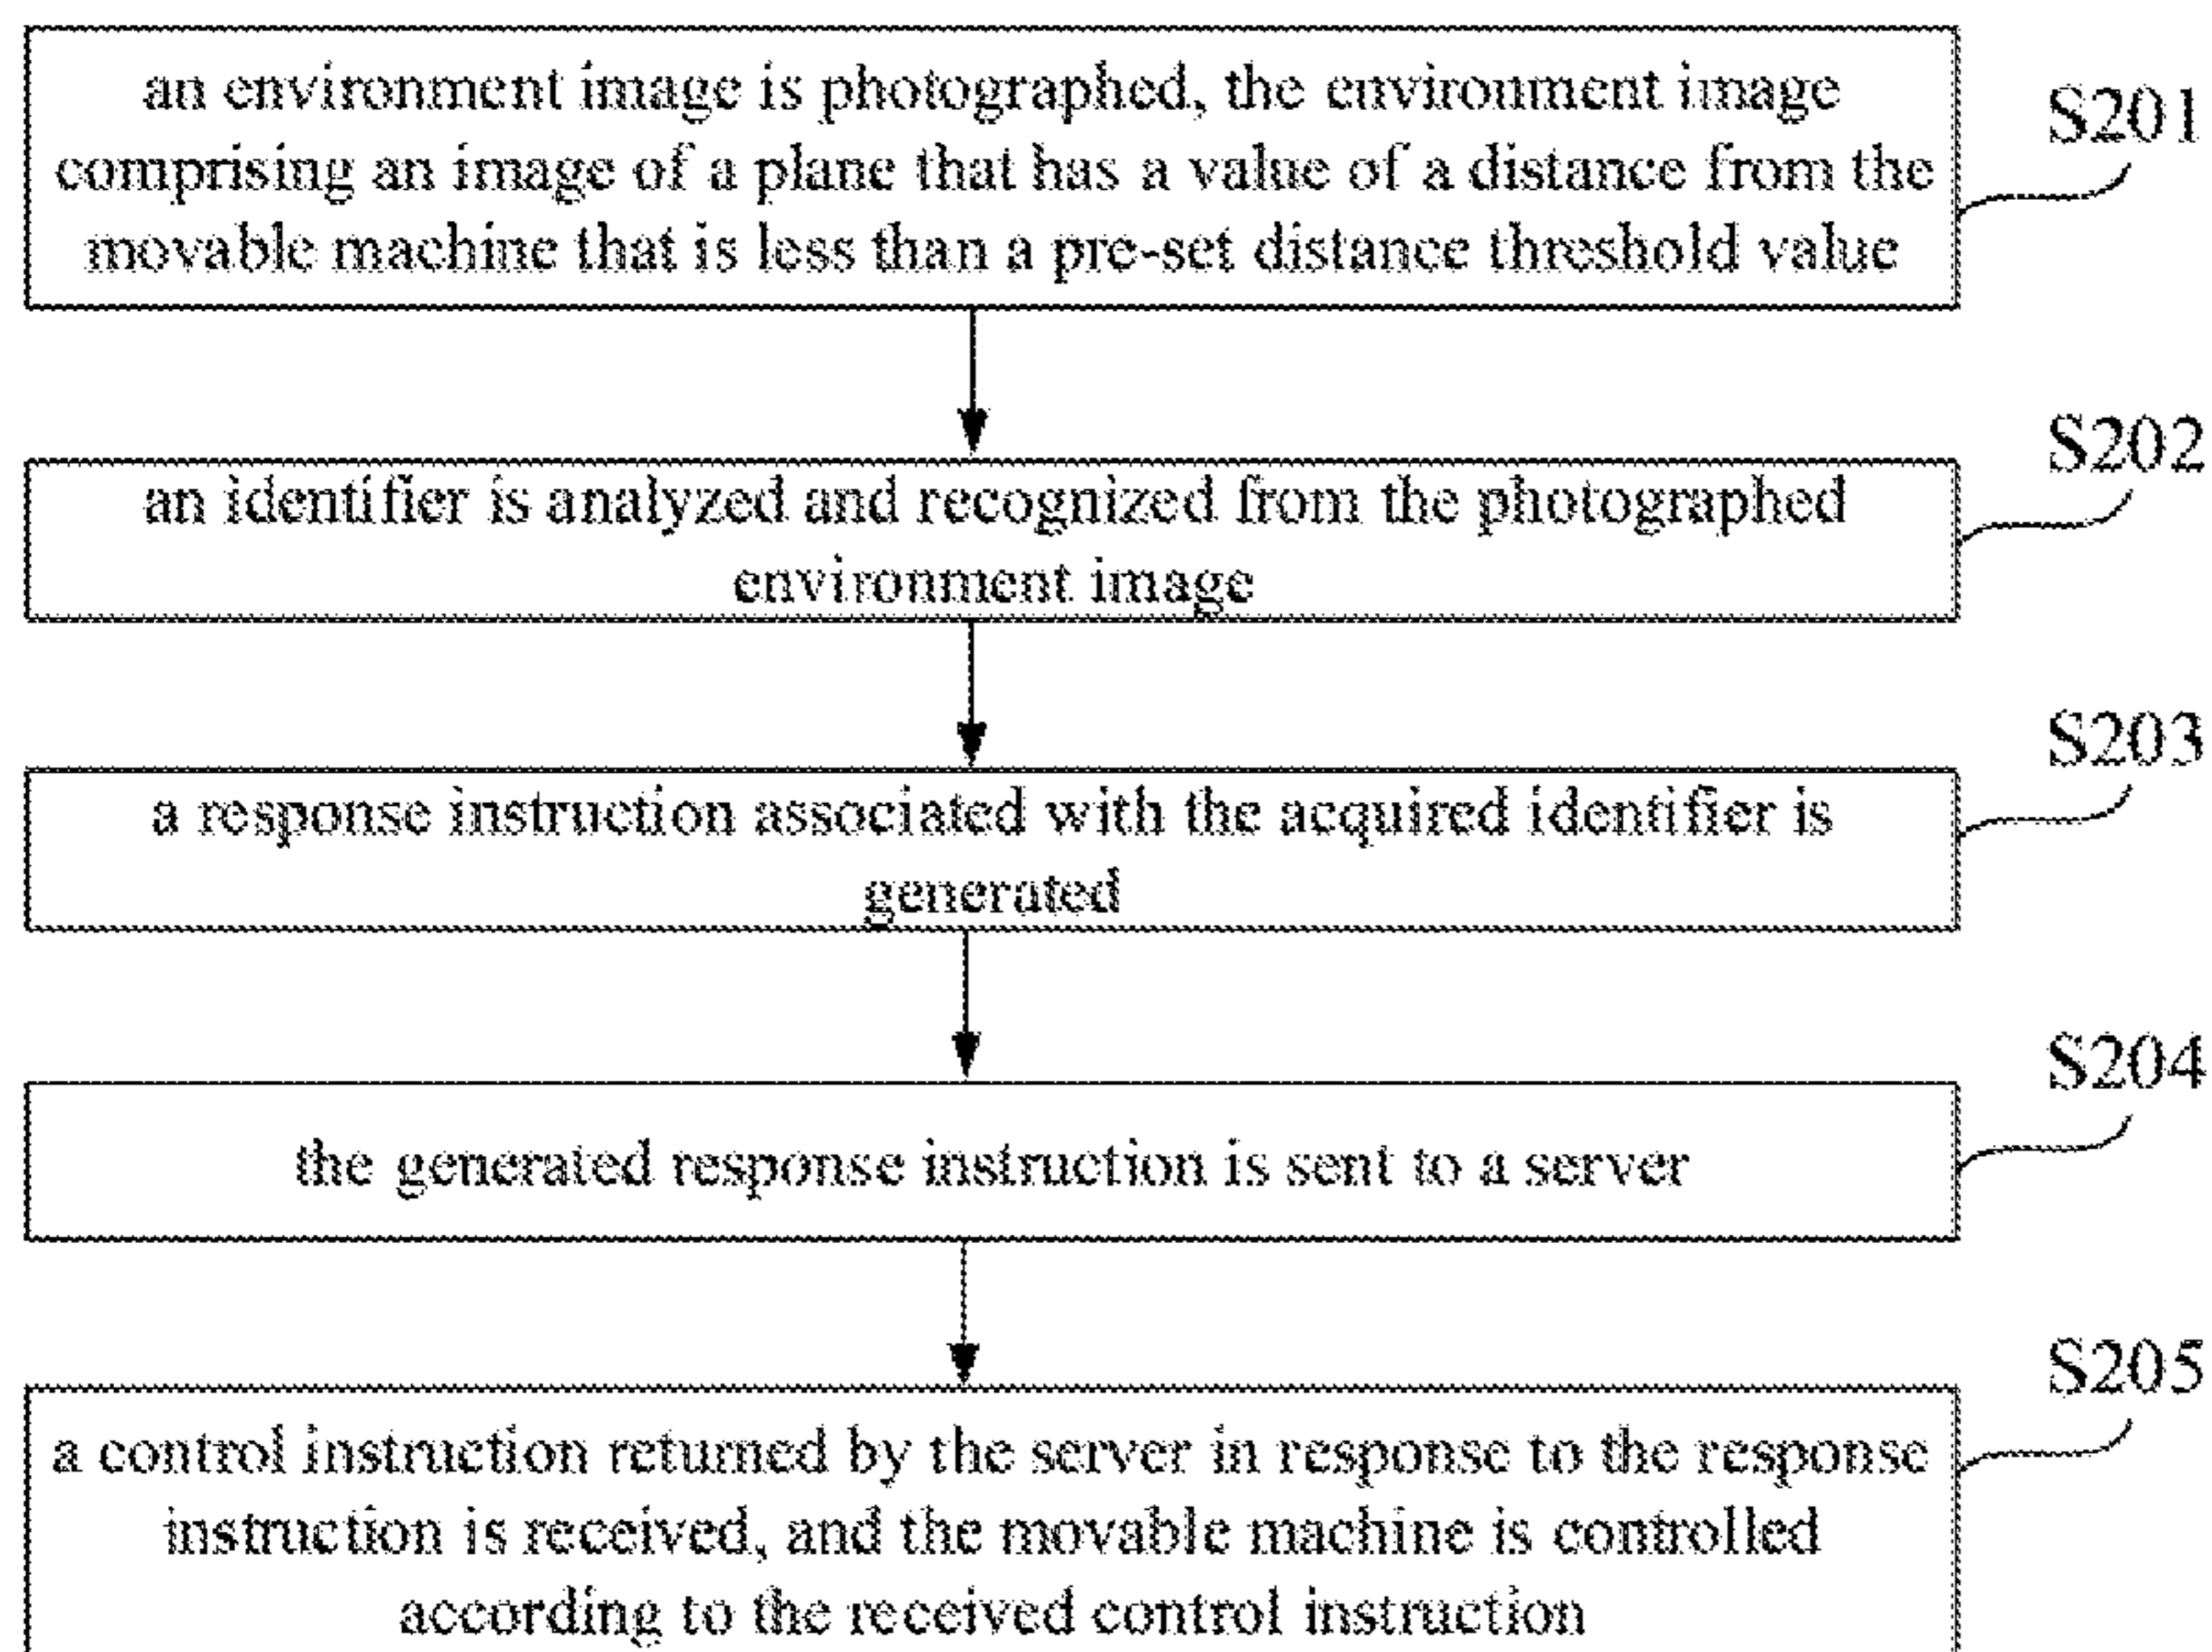 an environment image is photographed, the environment image
comprising an image of a plane that has a value of a distance from the
movable machine that is less than a pre-set distance threshold value
S201
an identifier is analyzed and recognized from the photographed
environment image
S202
a response instruction associated with the acquired identifier is
generated
S203
the generated response instruction is sent to a server
S204
a control instruction returned by the server in response to the response
instruction is received, and the movable machine is controlled
according to the received control instruction
S205